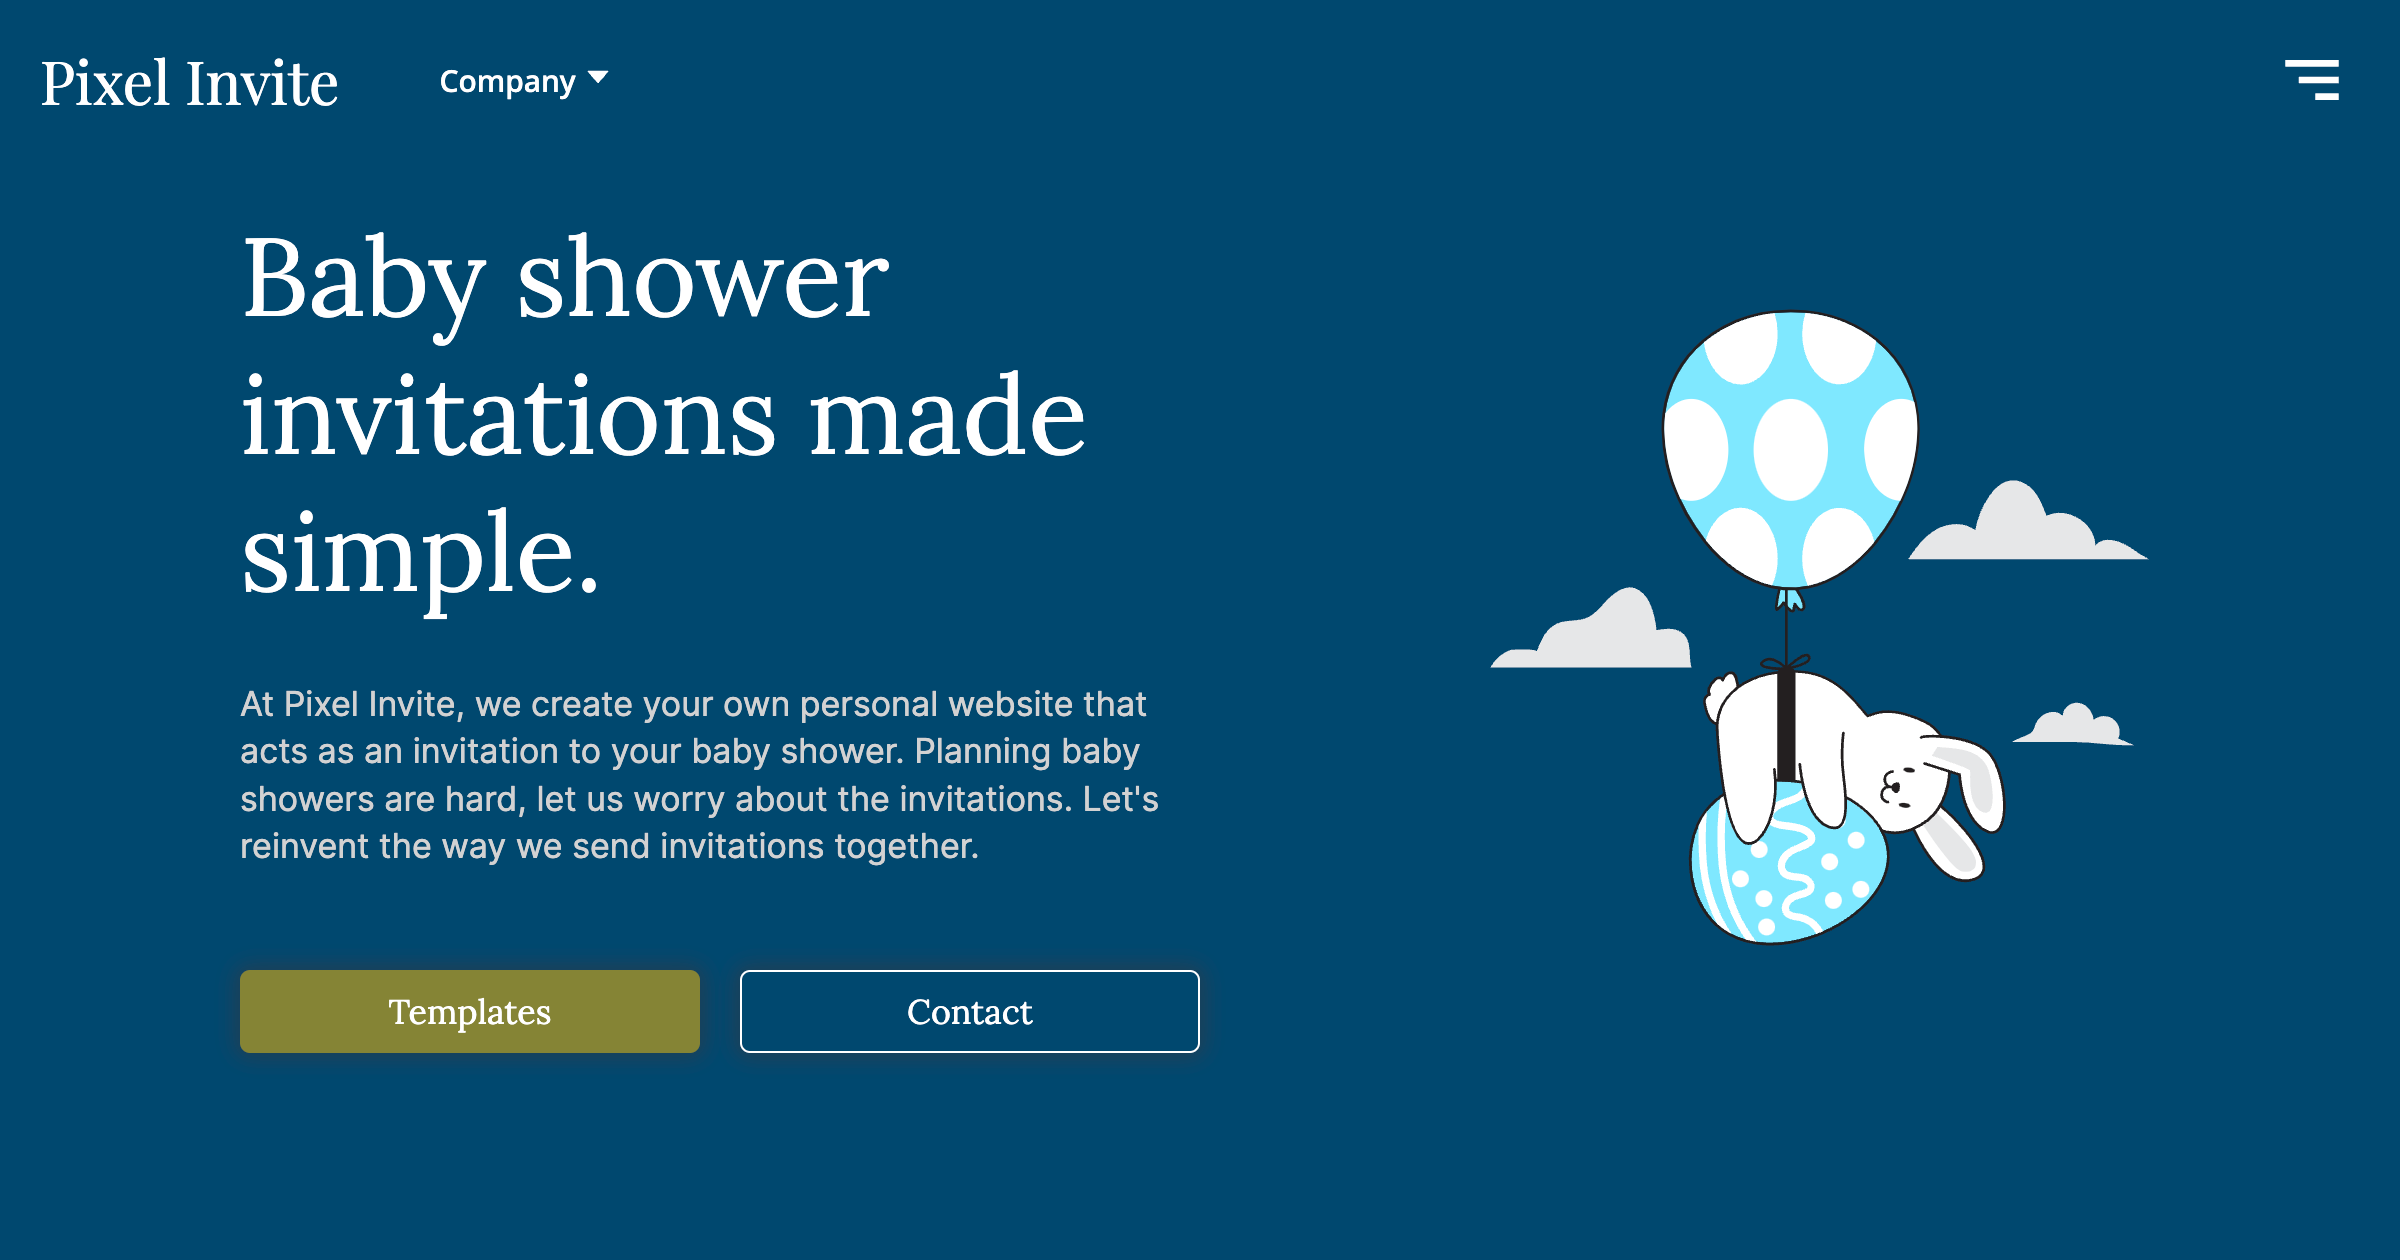 Pixel Invite
Company
Baby shower
invitations made
simple.
At Pixel Invite, we create your own personal website that
acts as an invitation to your baby shower. Planning baby
showers are hard, let us worry about the invitations. Let's
reinvent the way we send invitations together.
Templates
Contact